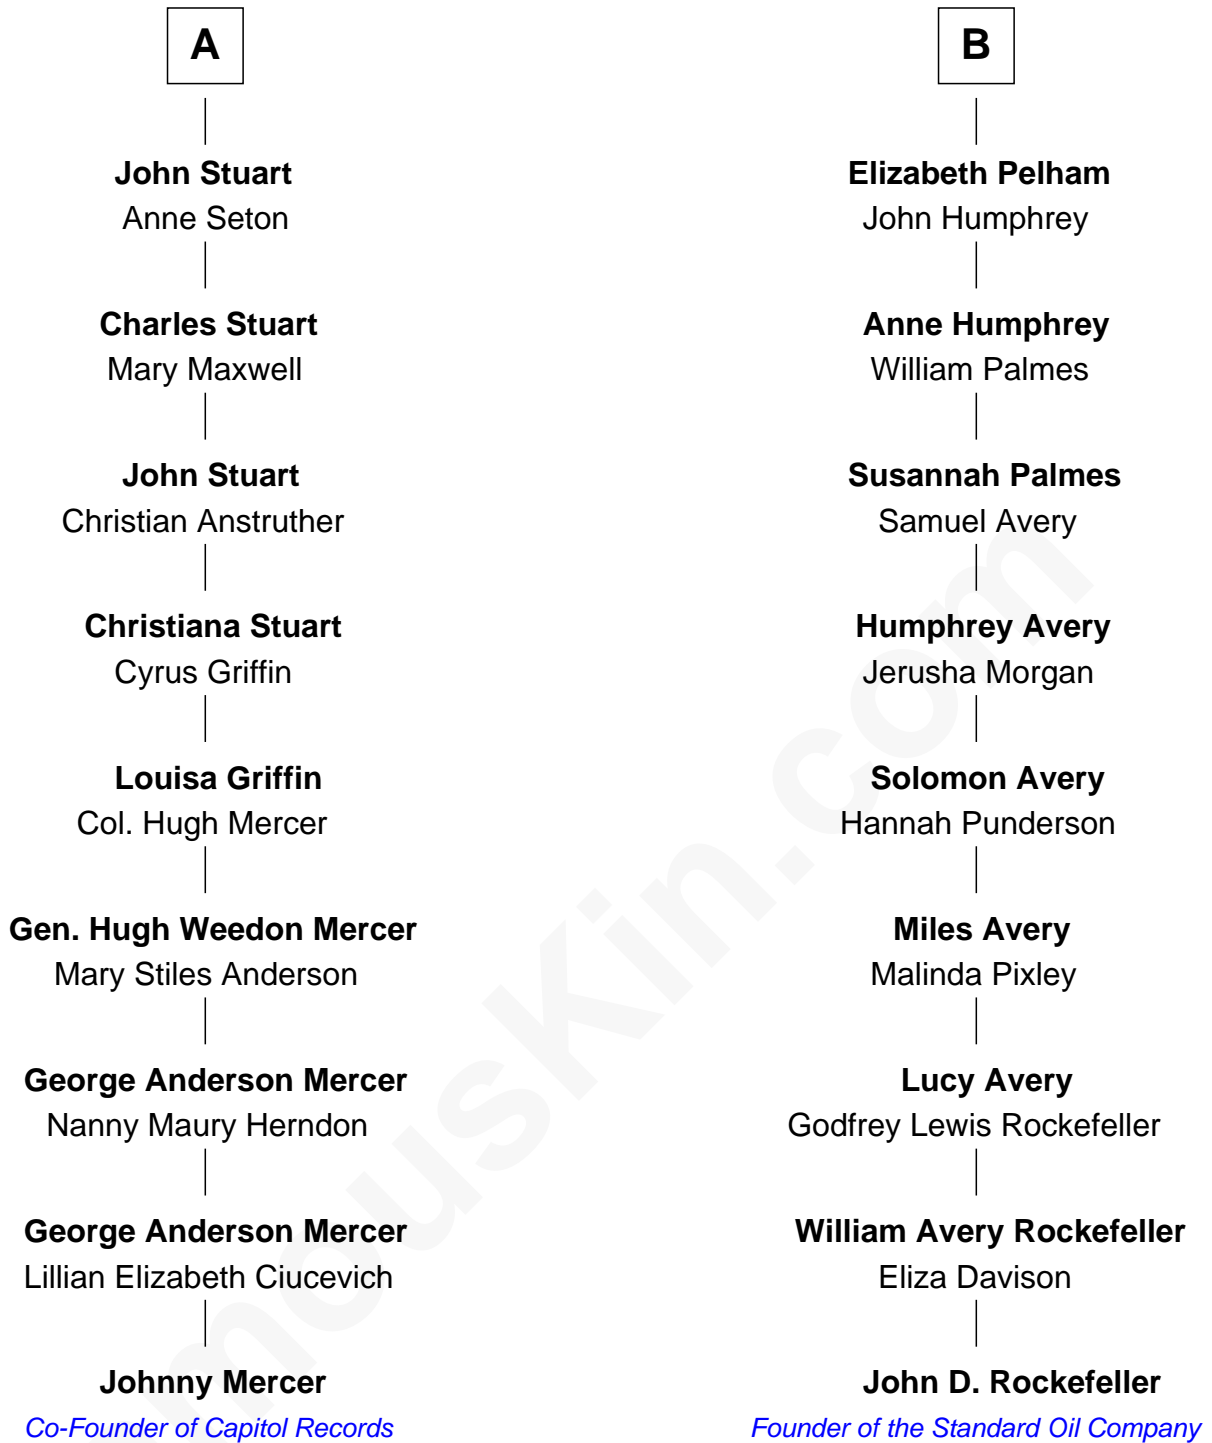 A
John Stuart
Anne Seton
Charles Stuart
Mary Maxwell
John Stuart
Christian Anstruther
Christiana Stuart
Cyrus Griffin
Louisa Griffin
Col. Hugh Mercer
Gen. Hugh Weedon Mercer
Mary Stiles Anderson
George Anderson Mercer
Nanny Maury Herndon
George Anderson Mercer
Lillian Elizabeth Ciucevich
Johnny Mercer
Co-Founder of Capitol Records
B
Elizabeth Pelham
John Humphrey
Anne Humphrey
William Palmes
Susannah Palmes
Samuel Avery
Humphrey Avery
Jerusha Morgan
Solomon Avery
Hannah Punderson
Miles Avery
Malinda Pixley
Lucy Avery
Godfrey Lewis Rockefeller
William Avery Rockefeller
Eliza Davison
John D. Rockefeller
Founder of the Standard Oil Company
mousKin.com